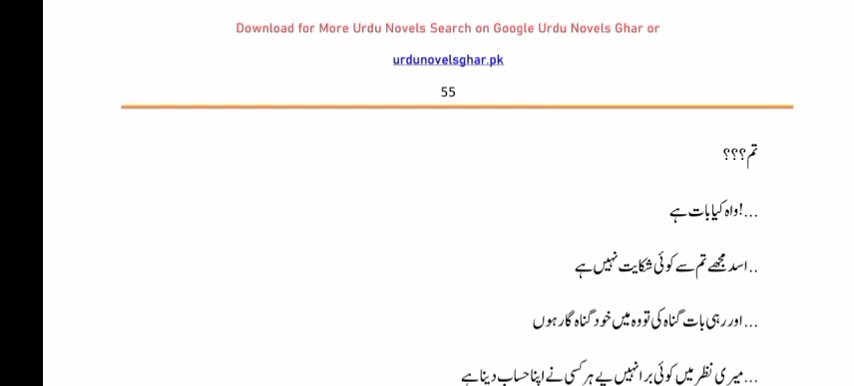 Download for More Urdu Novels Search on Google Urdu Novels Ghar or
urdunovelsghar.pk
55
تم؟؟؟
...!واہ کیا بات ہے
..اسد مجھے تم سے کوئی شکایت نہیں ہے
...اور رہی بات گناہ کی تو وہ میں خود گناہ گار ہوں
...میری نظر میں کوئی برا نہیں ہے ہر کسی نے اپنا حساب دینا ہے